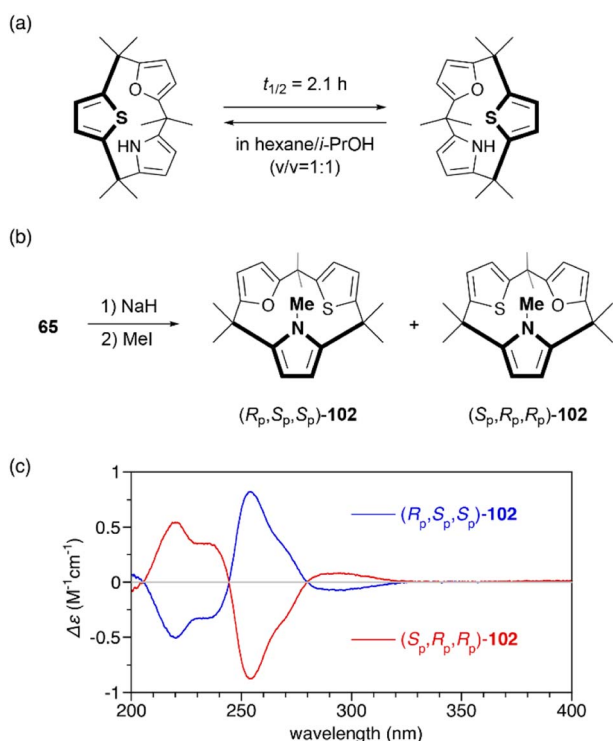 (a)
t1/2 = 2.1 h
in hexane/i-PrOH
(v/v=1:1)
O
S
HN
O
S
NH
(b)
65
1) NaH
2) MeI
O
S
Me
N
(Rp,Sp,Sp)-102
+
S
O
Me
N
(Sp,Rp,Rp)-102
(c)
Δε (M⁻¹cm⁻¹)
1
0.5
0
-0.5
-1
(Rp,Sp,Sp)-102
(Sp,Rp,Rp)-102
200 250 300 350 400
wavelength (nm)